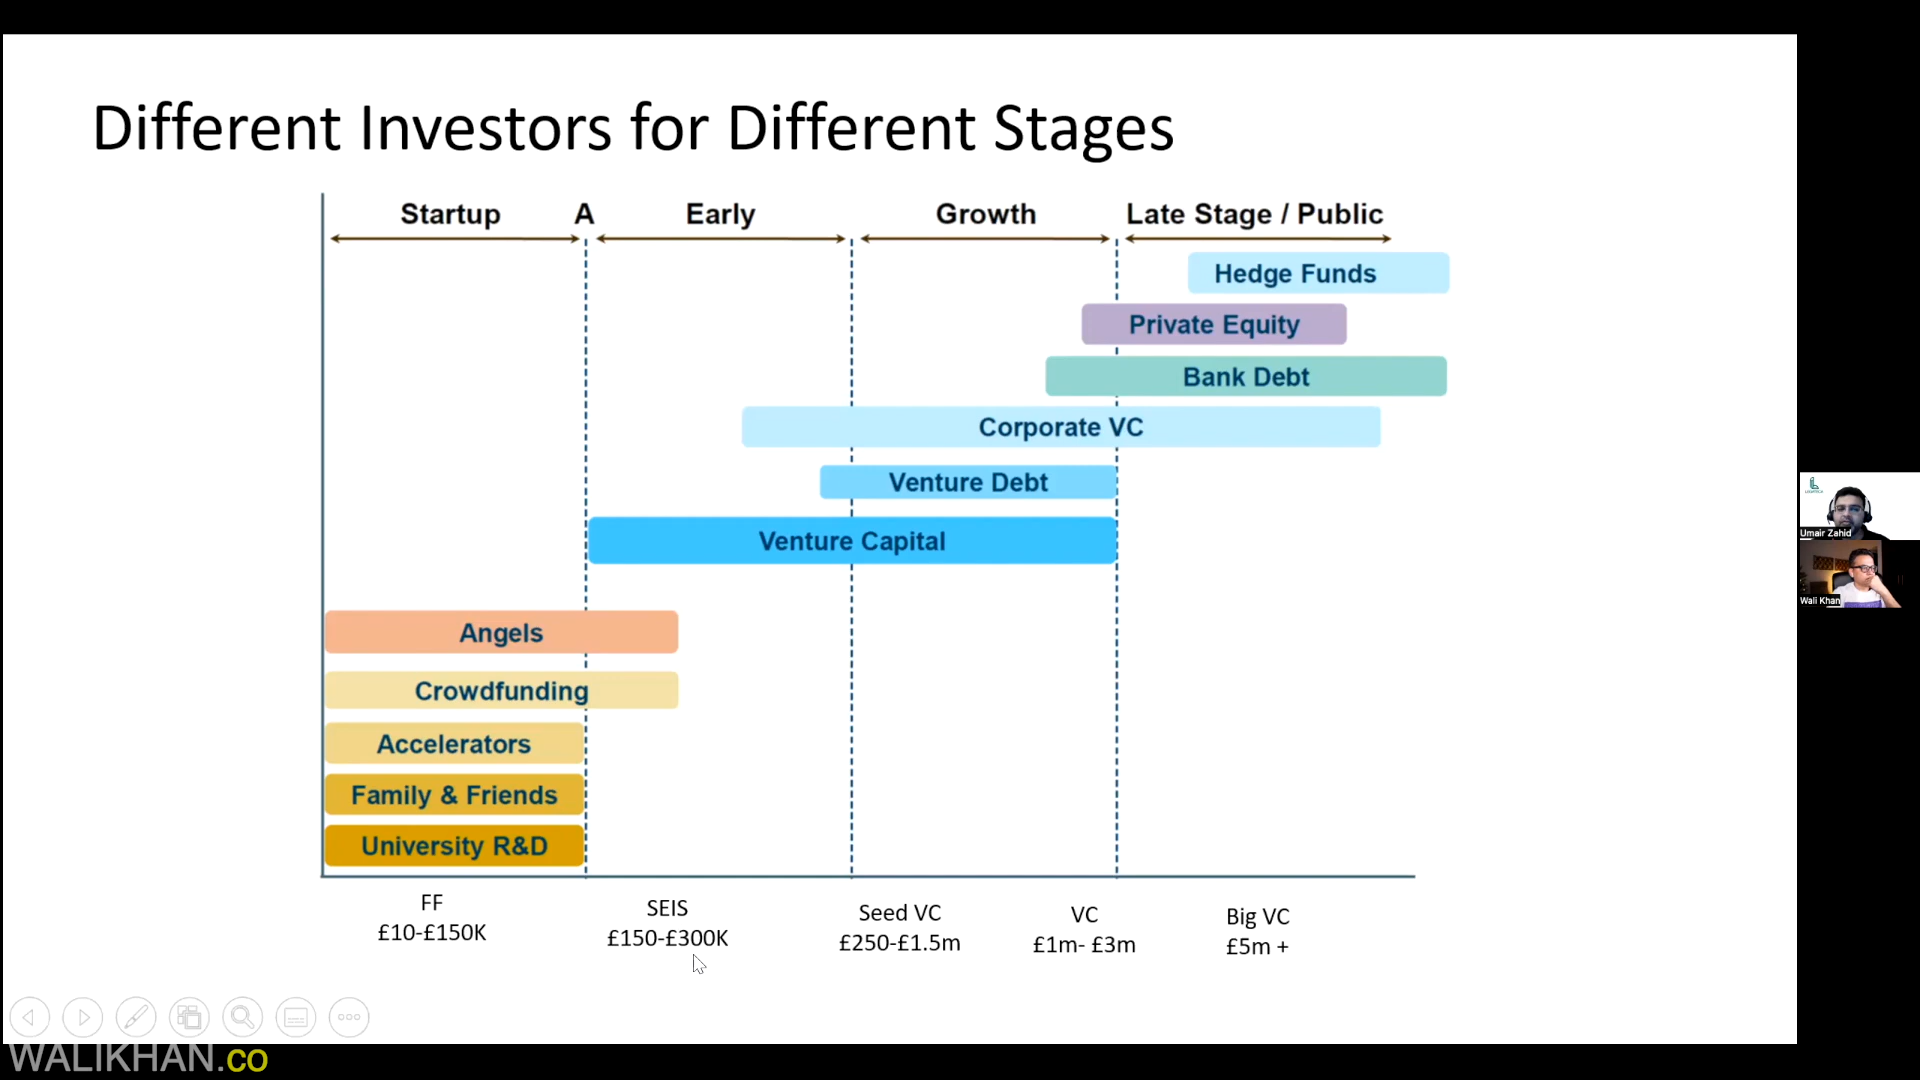 Different Investors for Different Stages
Startup A Early Growth Late Stage / Public
Hedge Funds
Private Equity
Bank Debt
Corporate VC
Venture Debt
Venture Capital
Angels
Crowdfunding
Accelerators
Family & Friends
University R&D
FF
£10-£150K
SEIS
£150-£300K
Seed VC
£250-£1.5m
VC
£1m- £3m
Big VC
£5m +
Umair Zahid
Wali Khan
WALIKHAN.CO